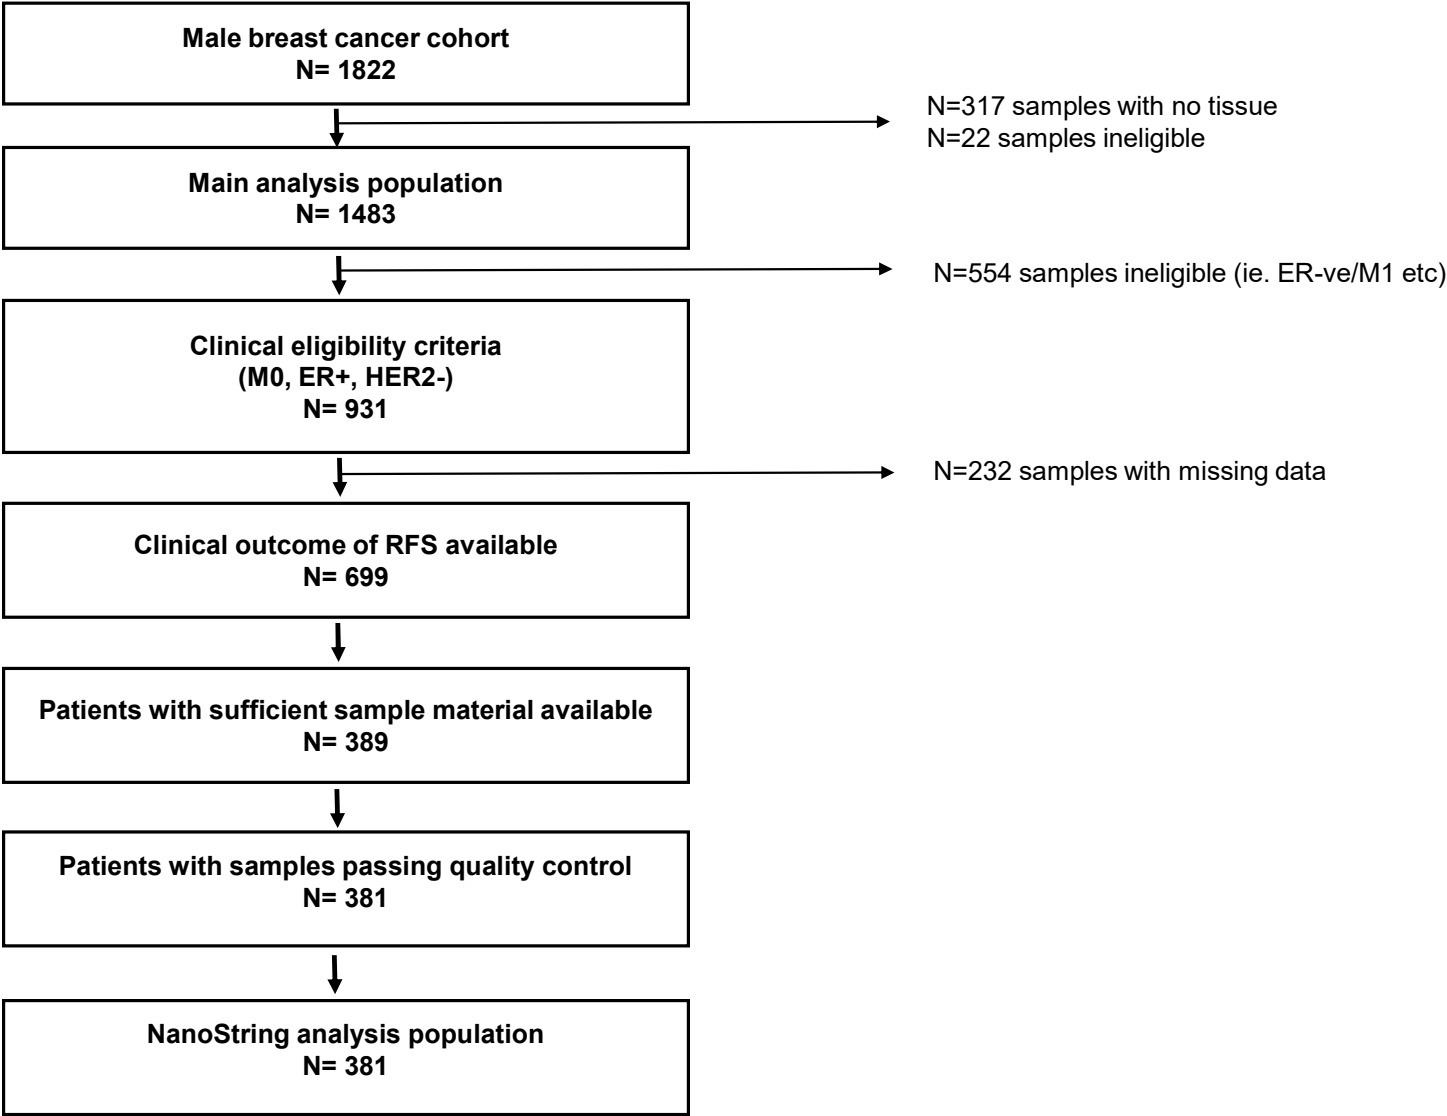 Male breast cancer cohort
N= 1822
N=317 samples with no tissue
N=22 samples ineligible
Main analysis population
N= 1483
N=554 samples ineligible (ie. ER-ve/M1 etc)
Clinical eligibility criteria
(M0, ER+, HER2-)
N= 931
N=232 samples with missing data
Clinical outcome of RFS available
N= 699
Patients with sufficient sample material available
N= 389
Patients with samples passing quality control
N= 381
NanoString analysis population
N= 381